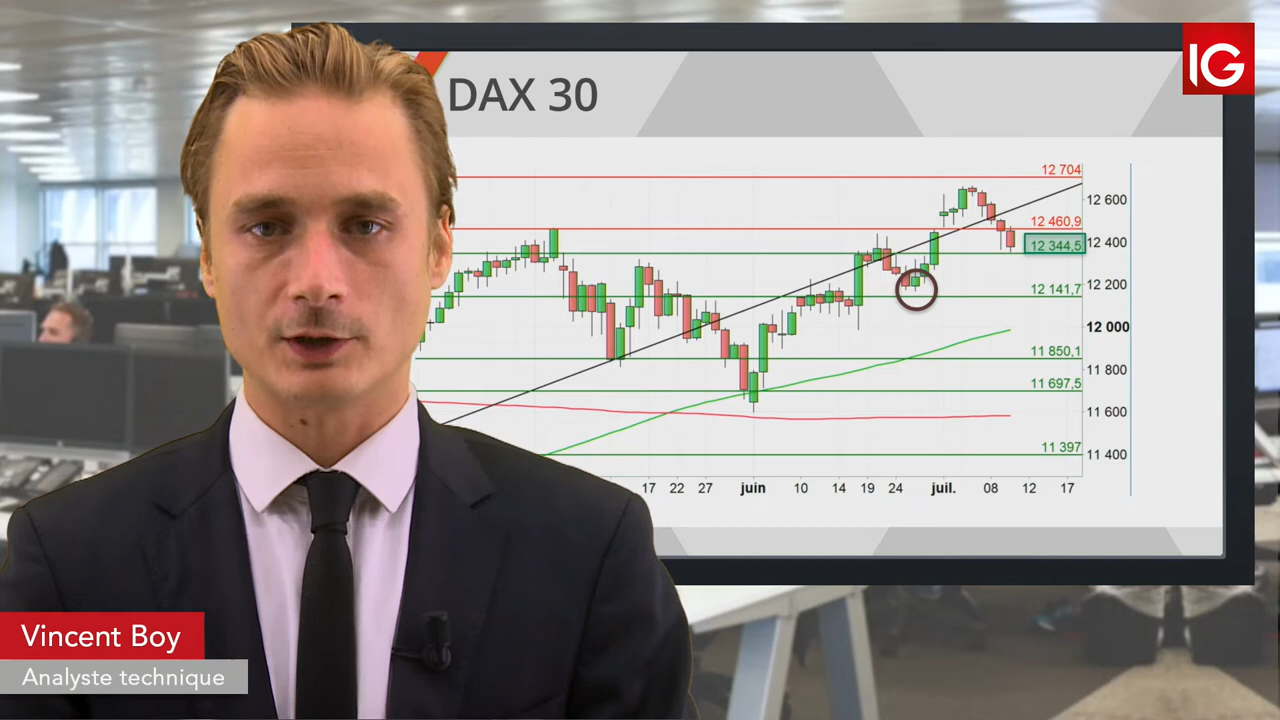 IG
DAX 30
12 704
12 600
12 460,9
12 400
12 344,5
12 200
12 141,7
12 000
11 850,1
11 800
11 697,5
11 600
11 397
11 400
17 22 27 juin 10 14 19 24 juil. 08 12 17
Vincent Boy
Analyste technique